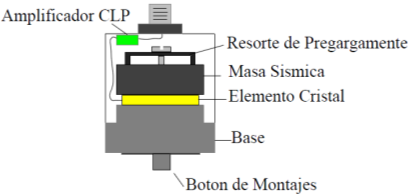 Amplificador CLP
Resorte de Pregargamente
Masa Sismica
Elemento Cristal
Base
Boton de Montajes